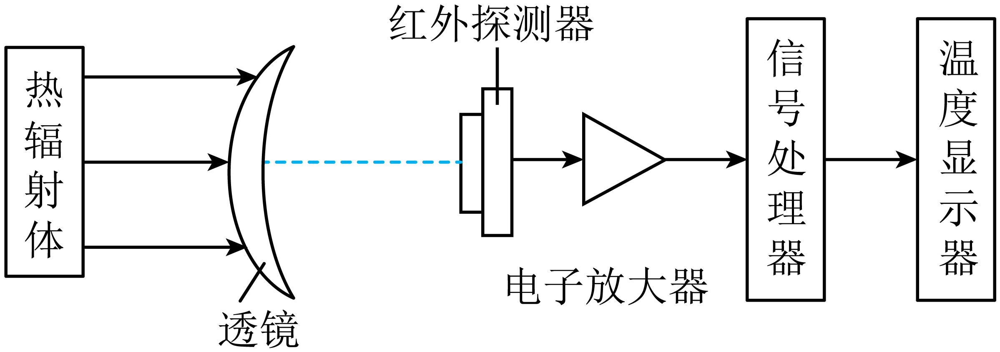 热辐射体
透镜
红外探测器
电子放大器
信号处理器
温度显示器